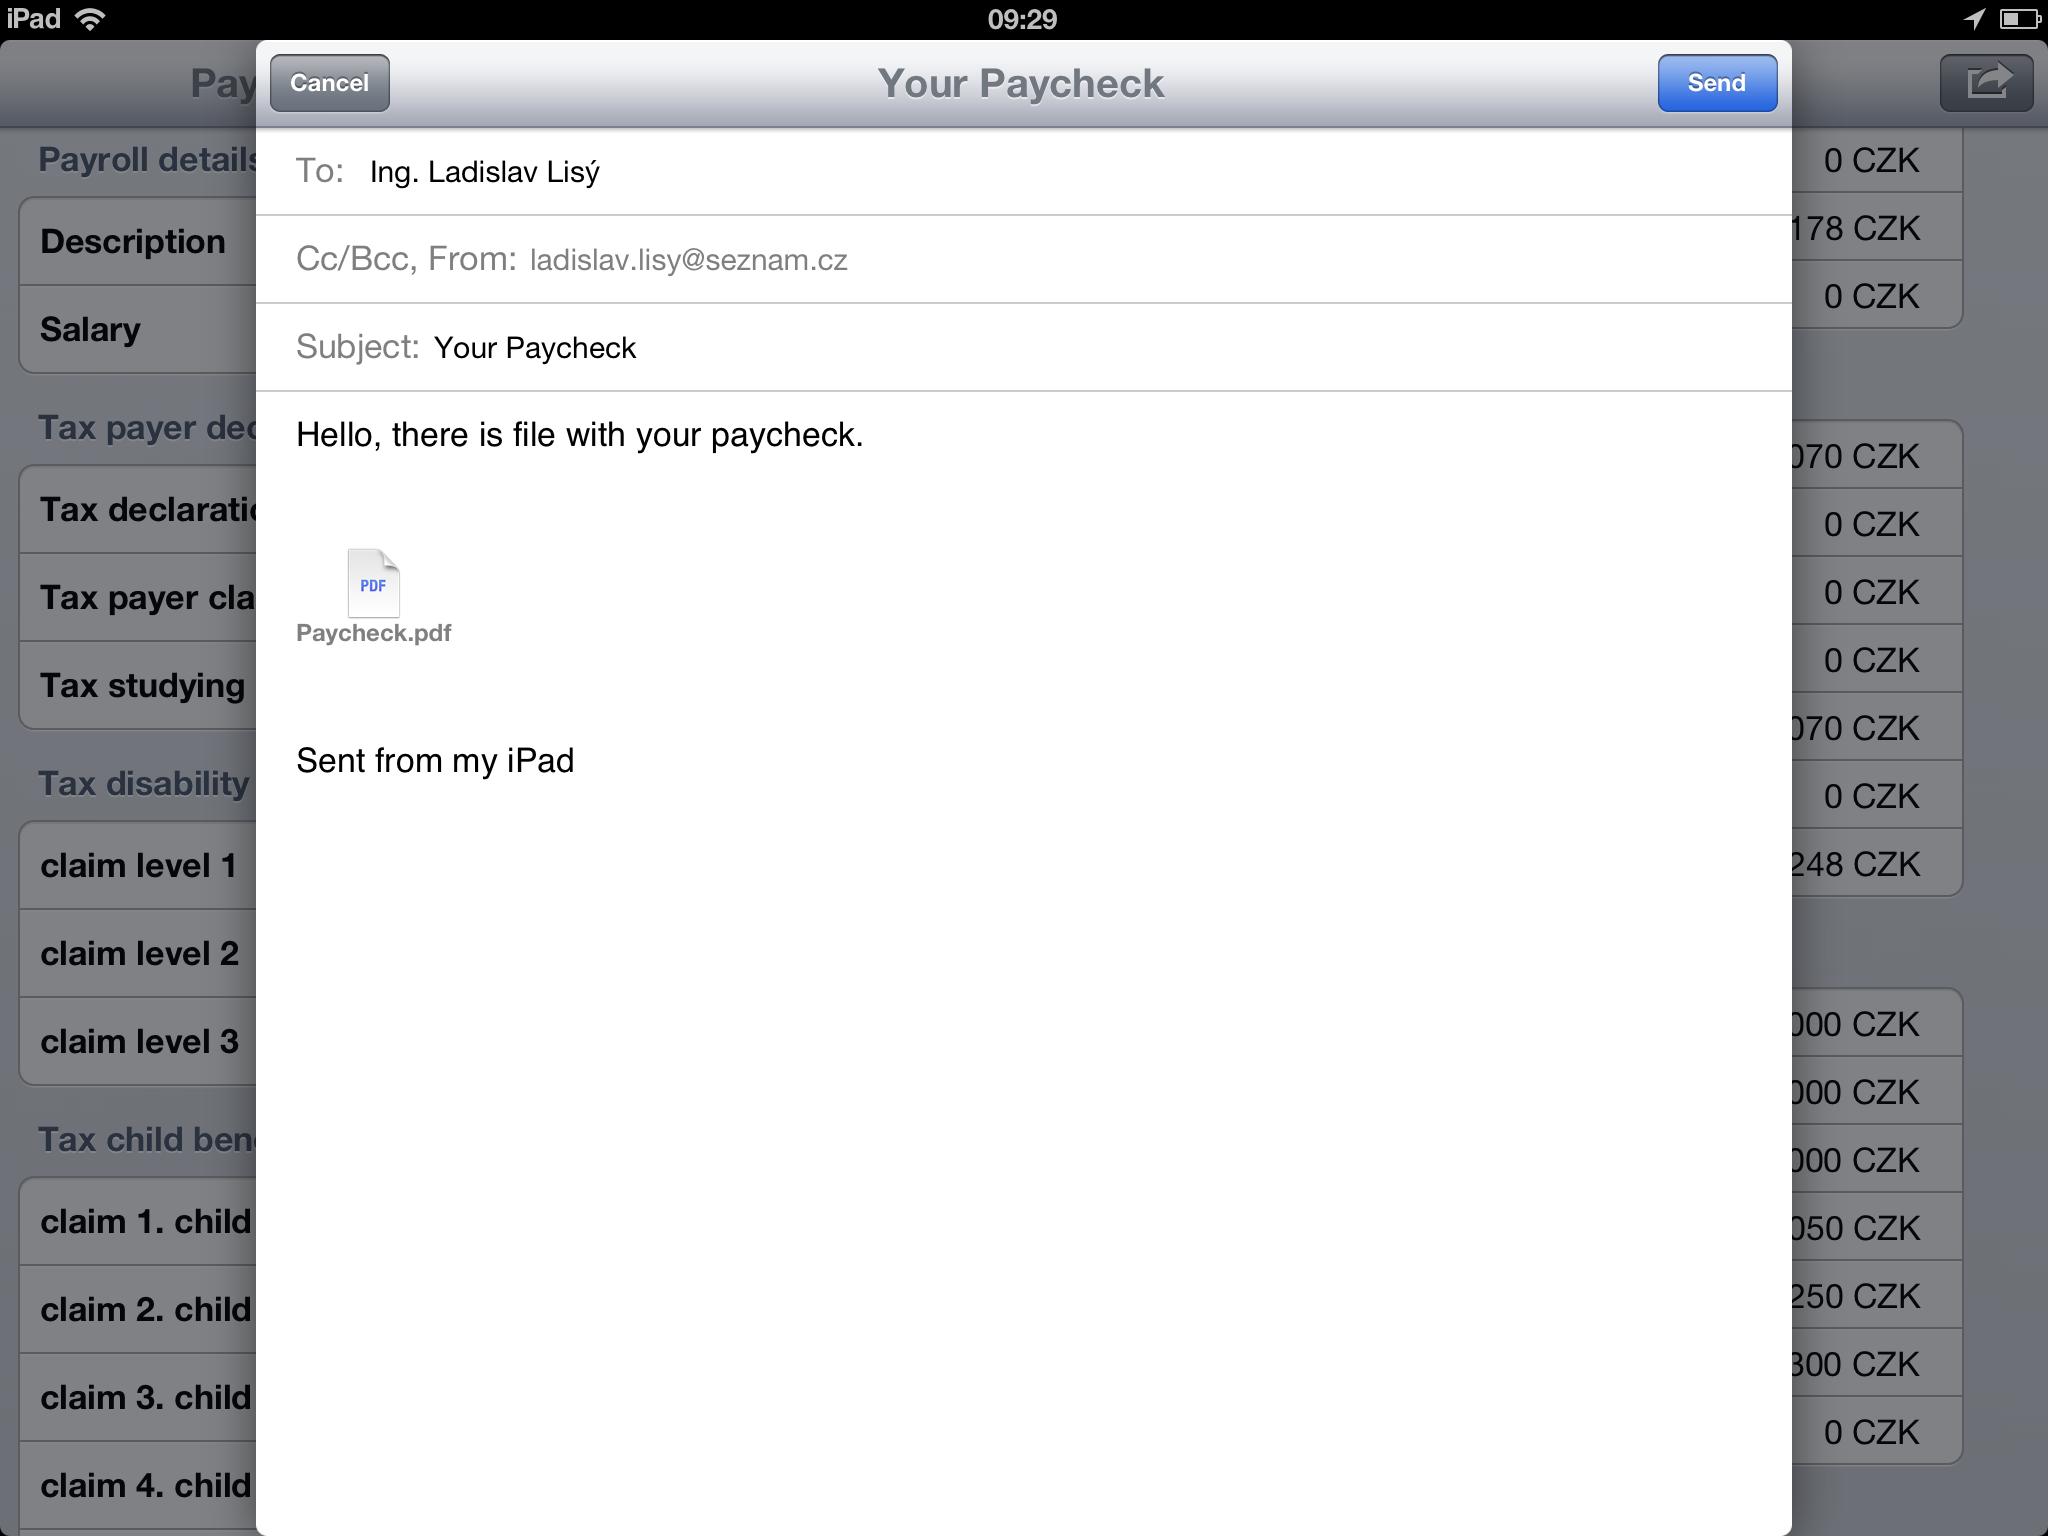 iPad
09:29
Pay
Cancel
Your Paycheck
Send
Payroll details
Description
Salary
Tax payer dec
Tax declaratio
Tax payer cla
Tax studying
Tax disability
claim level 1
claim level 2
claim level 3
Tax child bene
claim 1. child
claim 2. child
claim 3. child
claim 4. child
To: Ing. Ladislav Lisý
Cc/Bcc, From: ladislav.lisy@seznam.cz
Subject: Your Paycheck
Hello, there is file with your paycheck.
PDF
Paycheck.pdf
Sent from my iPad
0 CZK
178 CZK
0 CZK
070 CZK
0 CZK
0 CZK
0 CZK
070 CZK
0 CZK
248 CZK
000 CZK
000 CZK
000 CZK
050 CZK
250 CZK
300 CZK
0 CZK